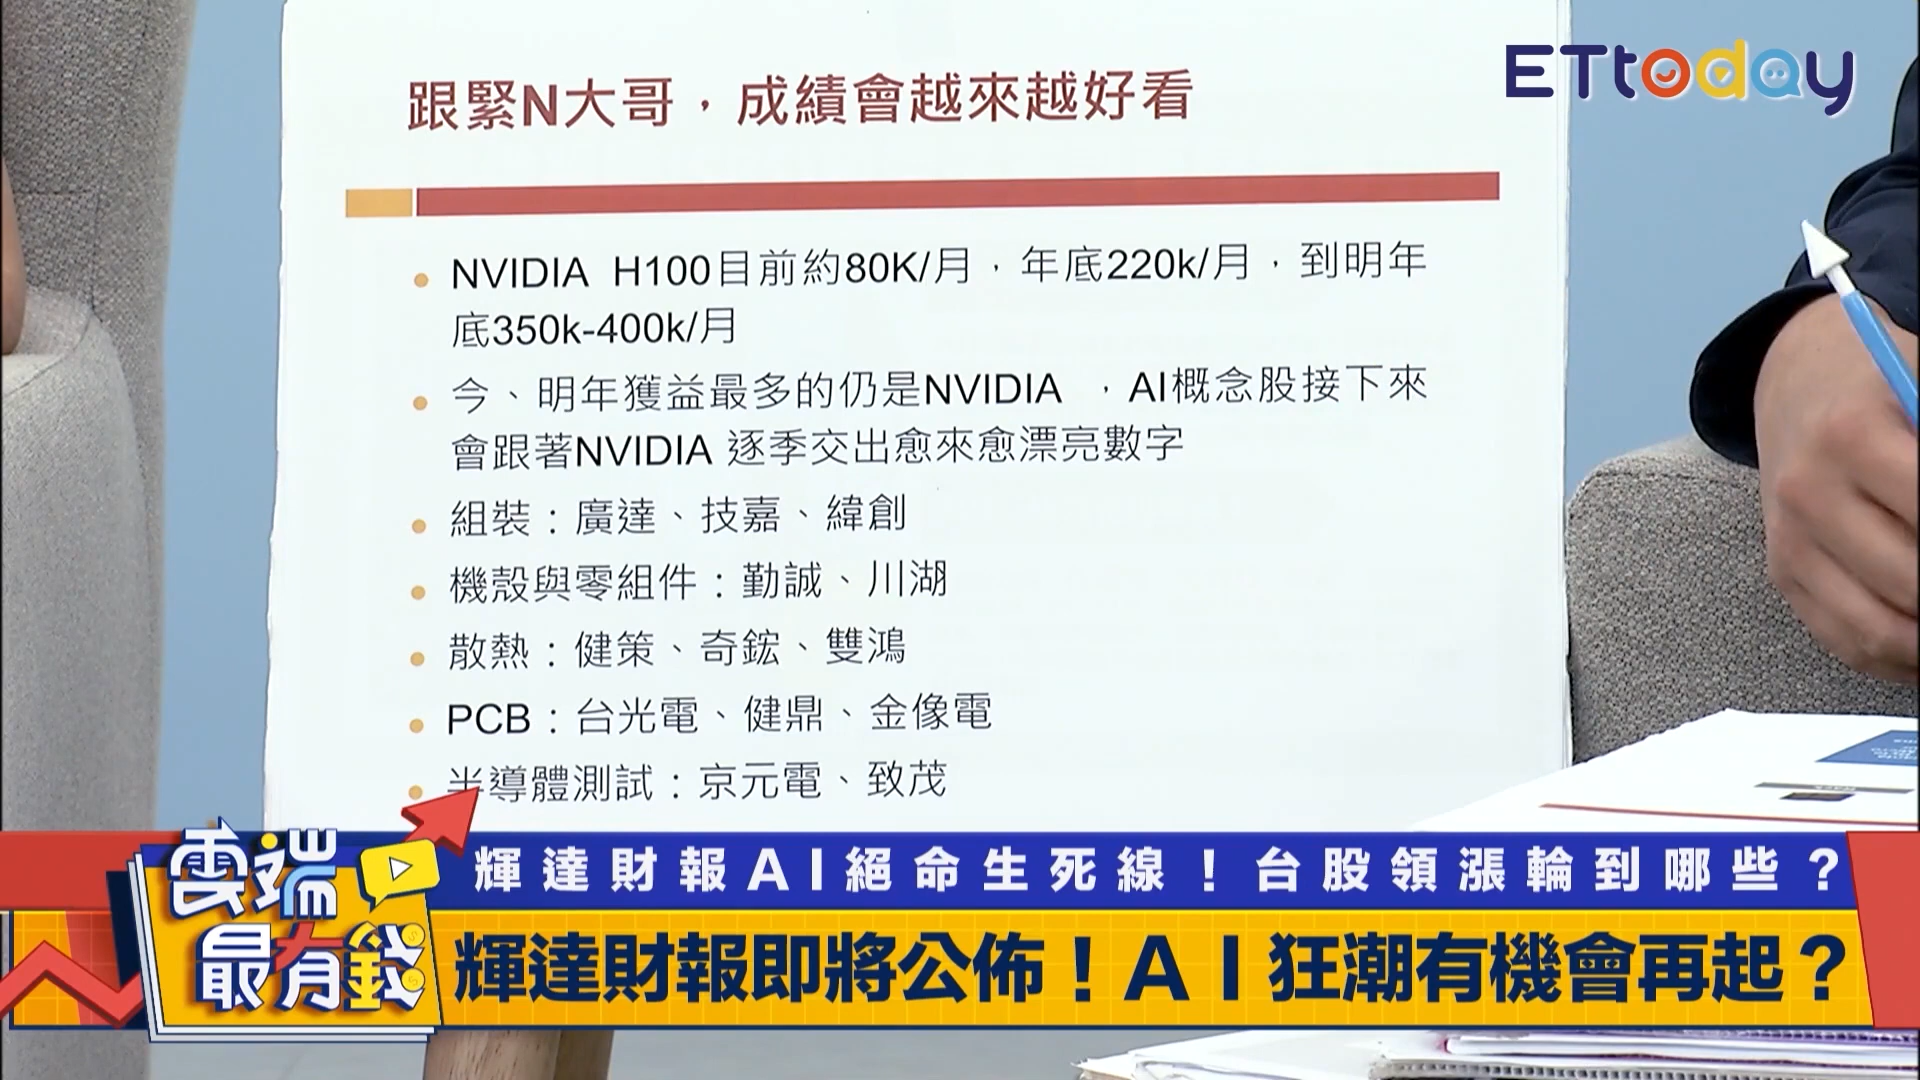 ETtoday
跟緊N大哥，成績會越來越好看
NVIDIA H100目前約80K/月，年底220k/月，到明年
底350k-400k/月
今、明年獲益最多的仍是NVIDIA ，AI概念股接下來
會跟著NVIDIA 逐季交出愈來愈漂亮數字
組裝：廣達、技嘉、緯創
機殼與零組件：勤誠、川湖
散熱：健策、奇鋐、雙鴻
PCB：台光電、健鼎、金像電
半導體測試：京元電、致茂
雲端
最有錢
輝達財報AI絕命生死線！台股領漲輪到哪些？
輝達財報即將公佈！AI狂潮有機會再起？